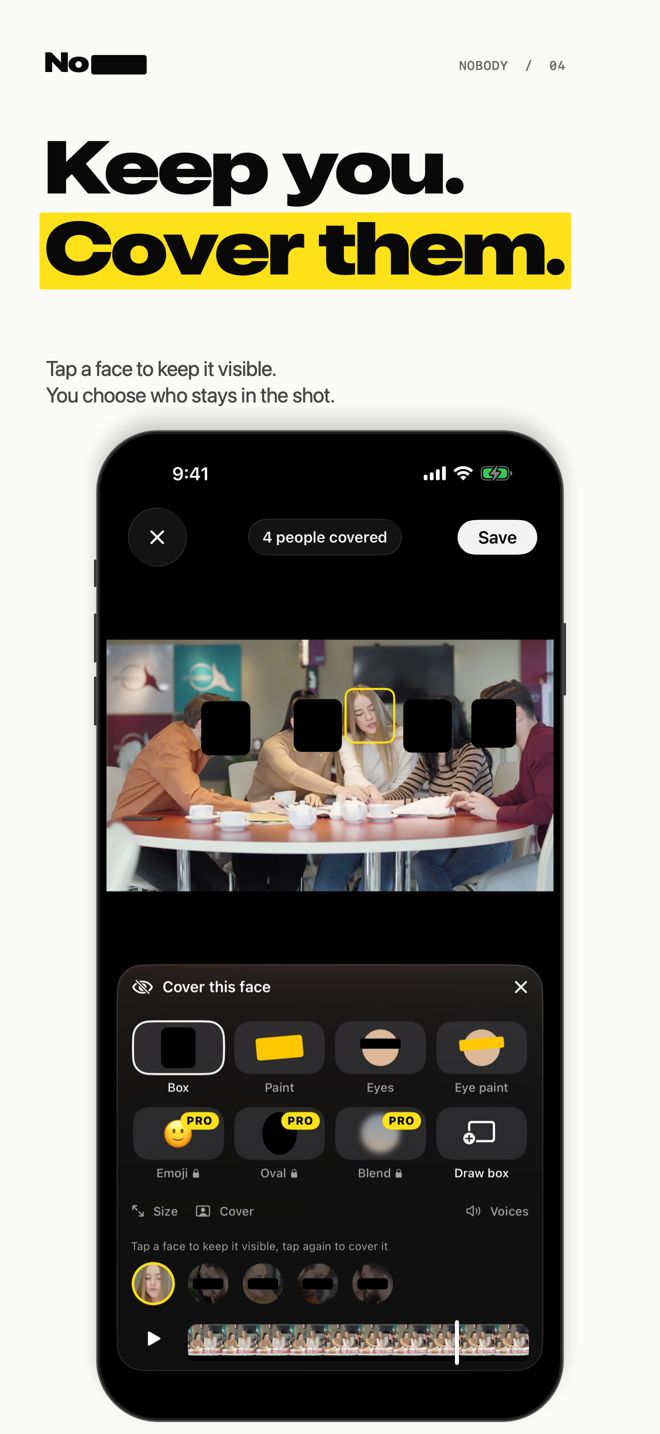 No
NOBODY / 04
Keep you.
Cover them.
Tap a face to keep it visible.
You choose who stays in the shot.
9:41
4 people covered
Save
Cover this face
Box
Paint
Eyes
Eye paint
PRO
PRO
PRO
Emoji
Oval
Blend
Draw box
Size
Cover
Voices
Tap a face to keep it visible, tap again to cover it